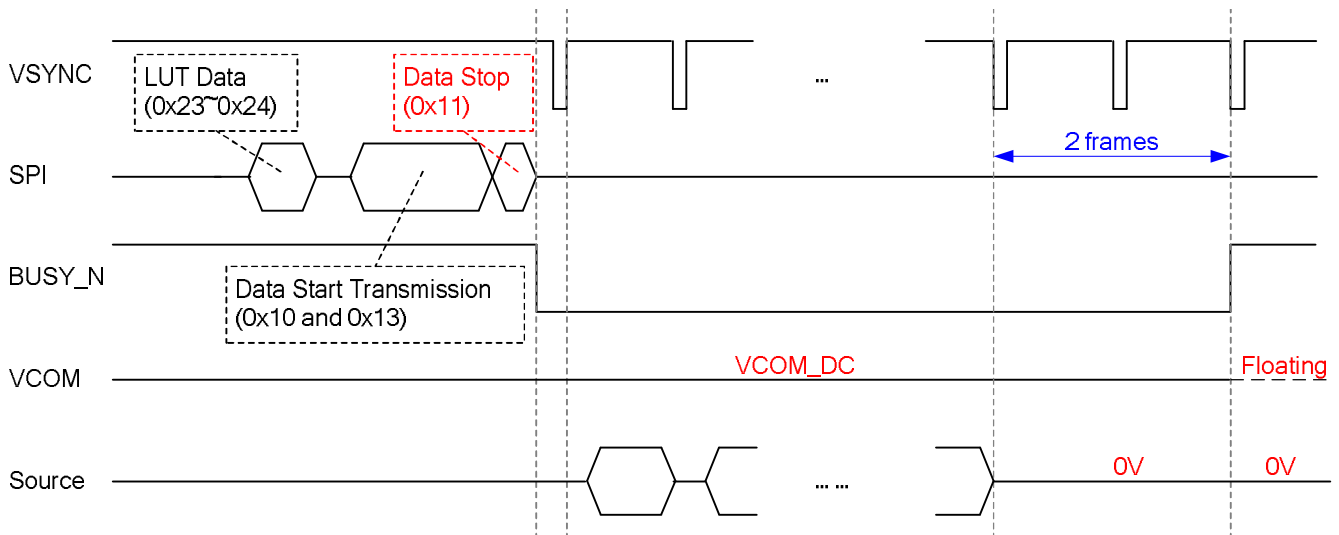 VSYNC
LUT Data
(0x23~0x24)
Data Stop
(0x11)
...
2 frames
SPI
BUSY_N
Data Start Transmission
(0x10 and 0x13)
VCOM
VCOM_DC
Floating
Source
... ...
0V
0V